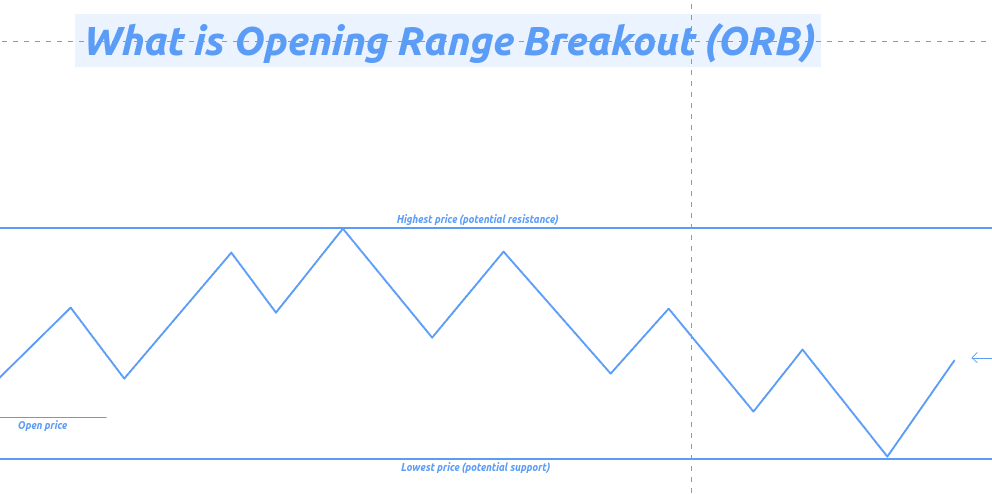 What is Opening Range Breakout (ORB)
Highest price (potential resistance)
Open price
Lowest price (potential support)